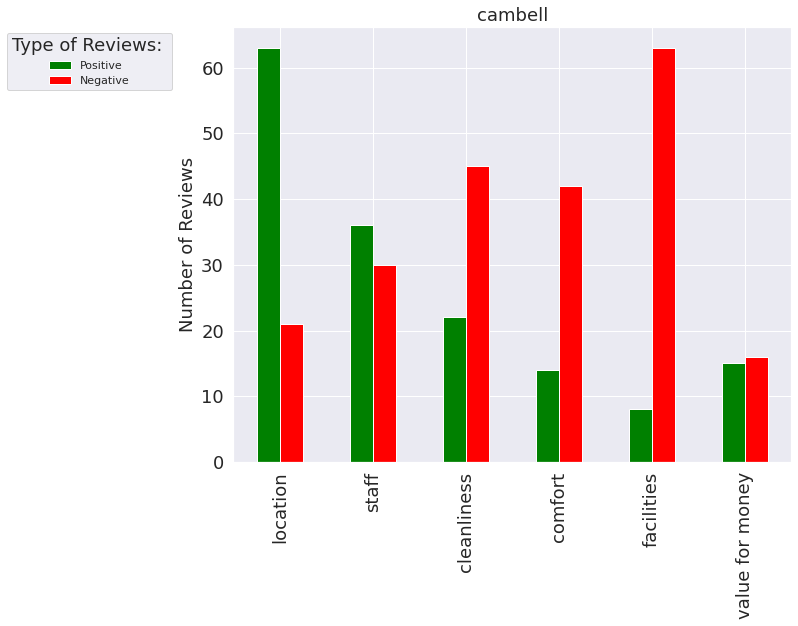 cambell
Type of Reviews:
Positive
Negative
Number of Reviews
60
50
40
30
20
10
0
location
staff
cleanliness
comfort
facilities
value for money